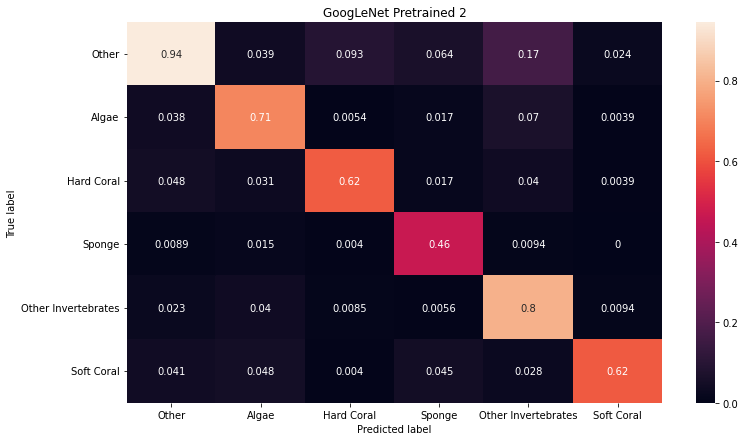 GoogLeNet Pretrained 2
Other 0.94 0.039 0.093 0.064 0.17 0.024
Algae 0.038 0.71 0.0054 0.017 0.07 0.0039
Hard Coral 0.048 0.031 0.62 0.017 0.04 0.0039
Sponge 0.0089 0.015 0.004 0.46 0.0094 0
Other Invertebrates 0.023 0.04 0.0085 0.0056 0.8 0.0094
Soft Coral 0.041 0.048 0.004 0.045 0.028 0.62
Other Algae Hard Coral Sponge Other Invertebrates Soft Coral
Predicted label
True label
0.8
0.6
0.4
0.2
0.0